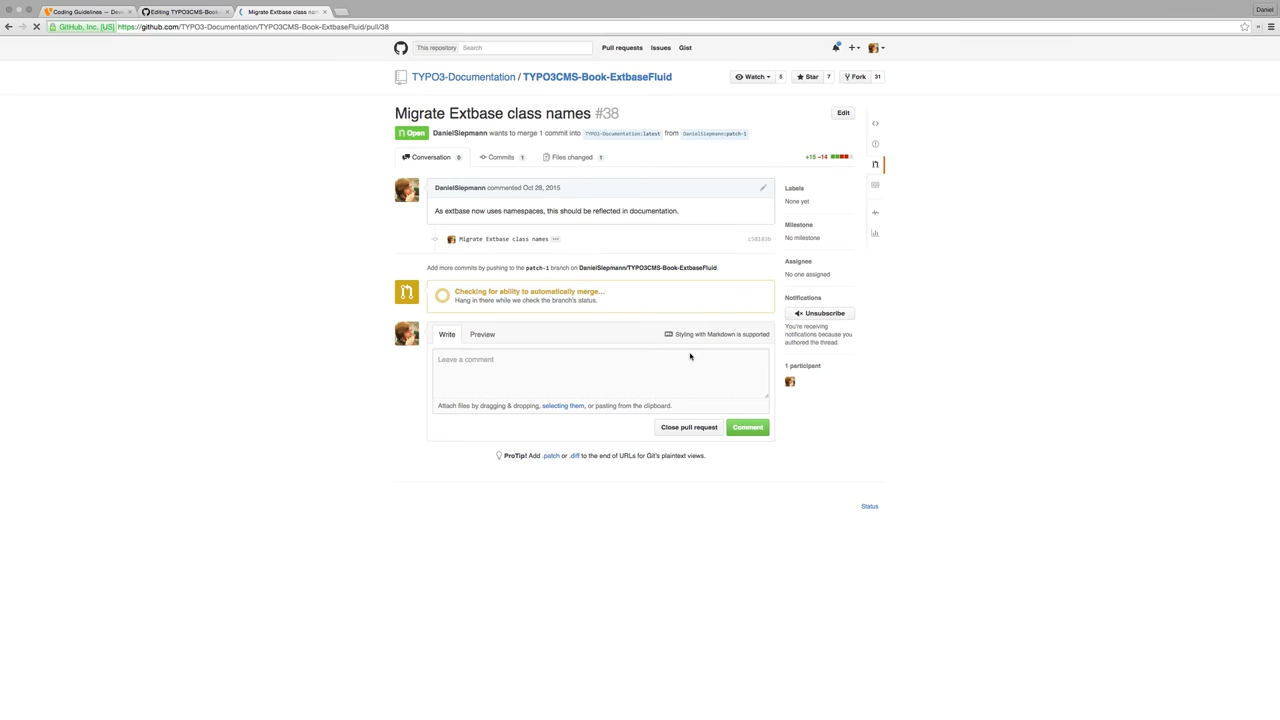 Coding Guidelines — Deve
Editing TYPO3CMS-Book-
Migrate Extbase class nam
Daniel
GitHub, Inc. [US]
https://github.com/TYPO3-Documentation/TYPO3CMS-Book-ExtbaseFluid/pull/38
This repository
Search
Pull requests
Issues
Gist
TYPO3-Documentation / TYPO3CMS-Book-ExtbaseFluid
Watch 5
Star 7
Fork 31
Migrate Extbase class names #38
Edit
Open
DanielSiepmann wants to merge 1 commit into TYPO3-Documentation:latest from DanielSiepmann:patch-1
Conversation 0
Commits 1
Files changed 1
+15 −14
DanielSiepmann commented Oct 28, 2015
As extbase now uses namespaces, this should be reflected in documentation.
Migrate Extbase class names
Add more commits by pushing to the patch-1 branch on DanielSiepmann/TYPO3CMS-Book-ExtbaseFluid.
Checking for ability to automatically merge…
Hang in there while we check the branch's status.
Write
Preview
Styling with Markdown is supported
Leave a comment
Attach files by dragging & dropping, selecting them, or pasting from the clipboard.
Close pull request
Comment
ProTip! Add .patch or .diff to the end of URLs for Git's plaintext views.
Labels
None yet
Milestone
No milestone
Assignee
No one assigned
Notifications
Unsubscribe
You're receiving
notifications because you
authored the thread.
1 participant
Status